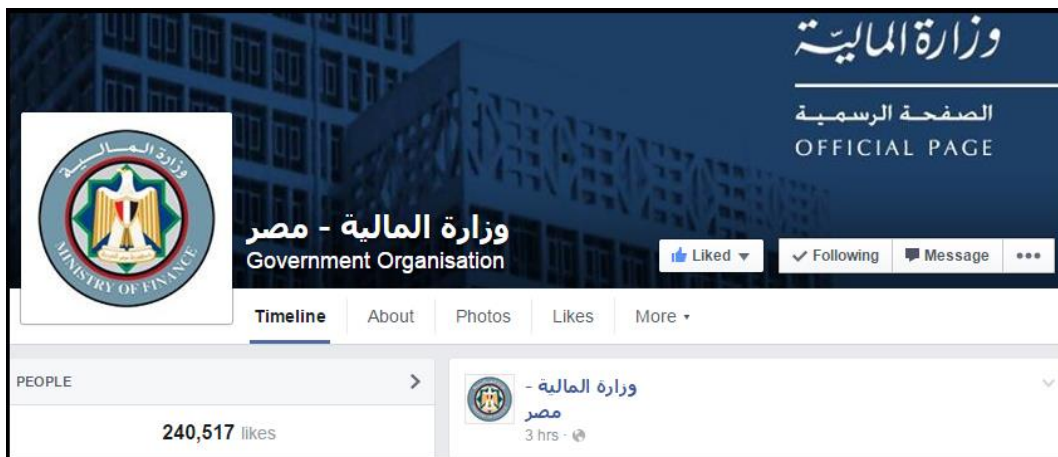 وزارة الماليّة
الصفحة الرسمية
OFFICIAL PAGE
وزارة المالية
MINISTRY OF FINANCE
وزارة المالية - مصر
Government Organisation
Liked
Following
Message
Timeline
About
Photos
Likes
More
PEOPLE
240,517 likes
وزارة المالية -
مصر
3 hrs ·